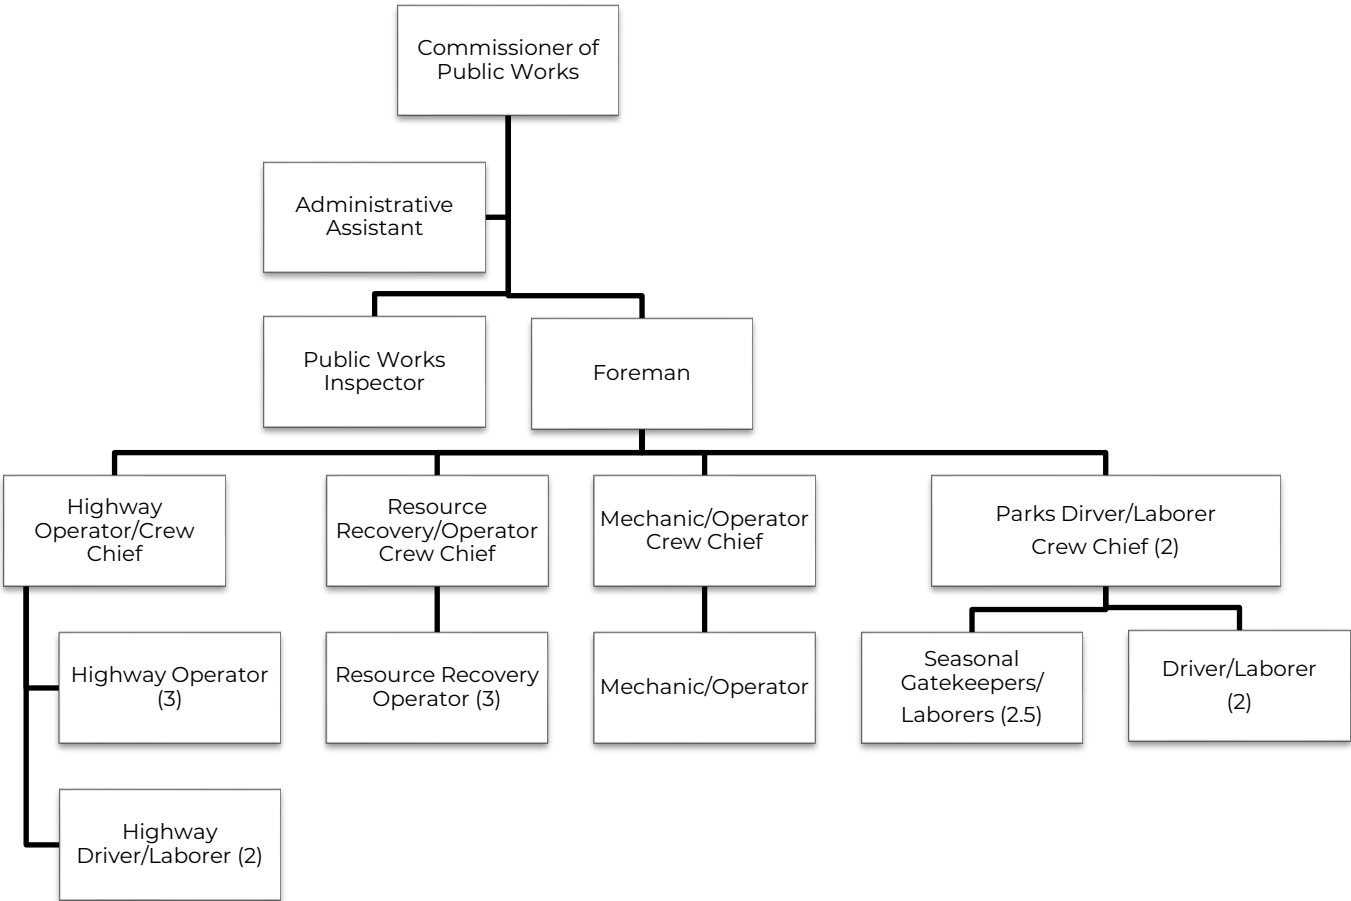 Commissioner of
Public Works
Administrative
Assistant
Public Works
Inspector
Foreman
Highway
Operator/Crew
Chief
Resource
Recovery/Operator
Crew Chief
Mechanic/Operator
Crew Chief
Parks Dirver/Laborer
Crew Chief (2)
Highway Operator
(3)
Resource Recovery
Operator (3)
Mechanic/Operator
Seasonal
Gatekeepers/
Laborers (2.5)
Driver/Laborer
(2)
Highway
Driver/Laborer (2)